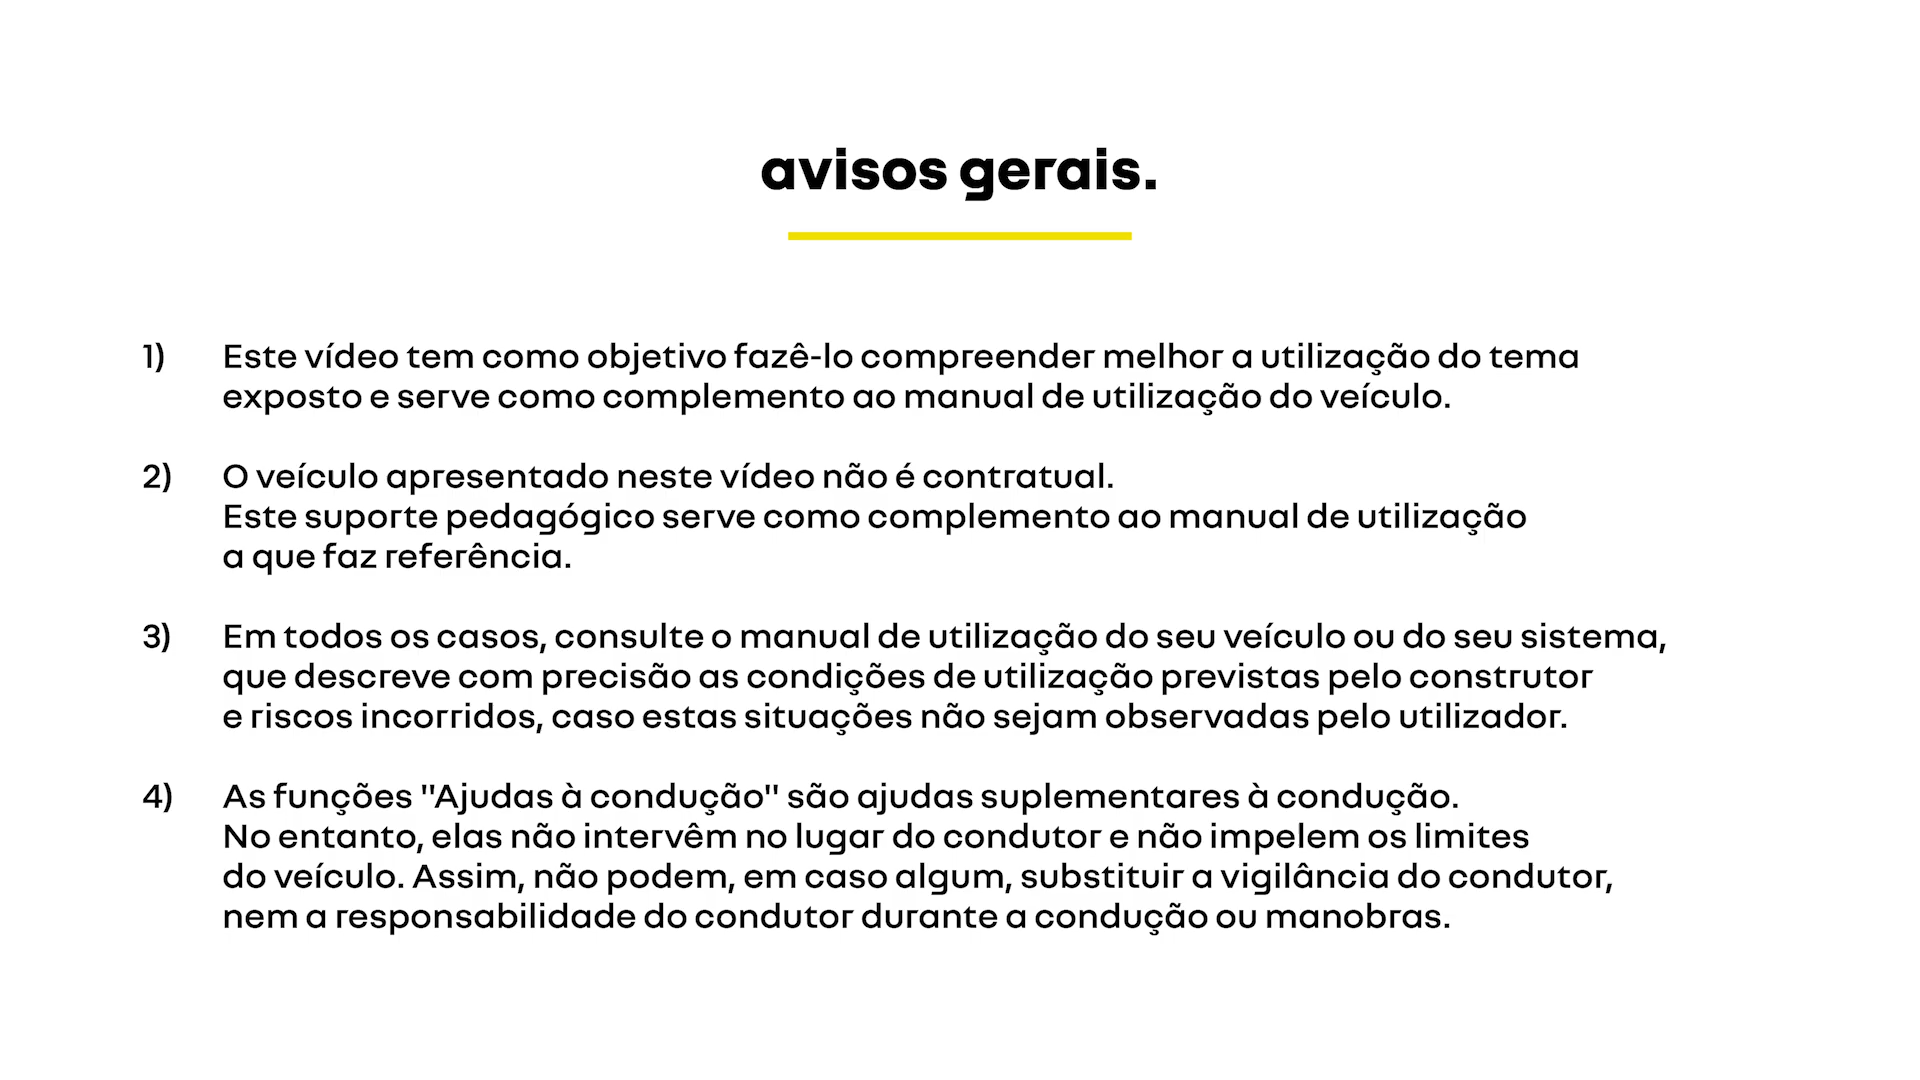 avisos gerais.
1) Este vídeo tem como objetivo fazê-lo compreender melhor a utilização do tema
exposto e serve como complemento ao manual de utilização do veículo.
2) O veículo apresentado neste vídeo não é contratual.
Este suporte pedagógico serve como complemento ao manual de utilização
a que faz referência.
3) Em todos os casos, consulte o manual de utilização do seu veículo ou do seu sistema,
que descreve com precisão as condições de utilização previstas pelo construtor
e riscos incorridos, caso estas situações não sejam observadas pelo utilizador.
4) As funções "Ajudas à condução" são ajudas suplementares à condução.
No entanto, elas não intervêm no lugar do condutor e não impelem os limites
do veículo. Assim, não podem, em caso algum, substituir a vigilância do condutor,
nem a responsabilidade do condutor durante a condução ou manobras.